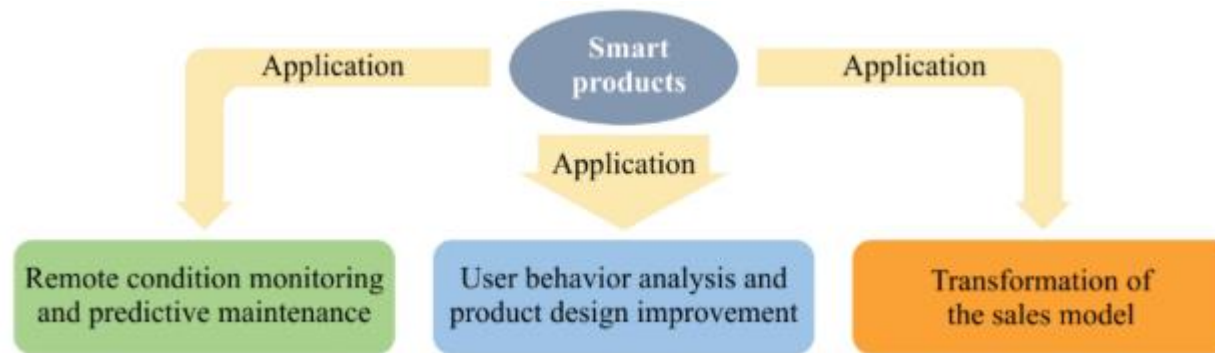 Smart
products
Application
Application
Application
Remote condition monitoring
and predictive maintenance
User behavior analysis and
product design improvement
Transformation of
the sales model